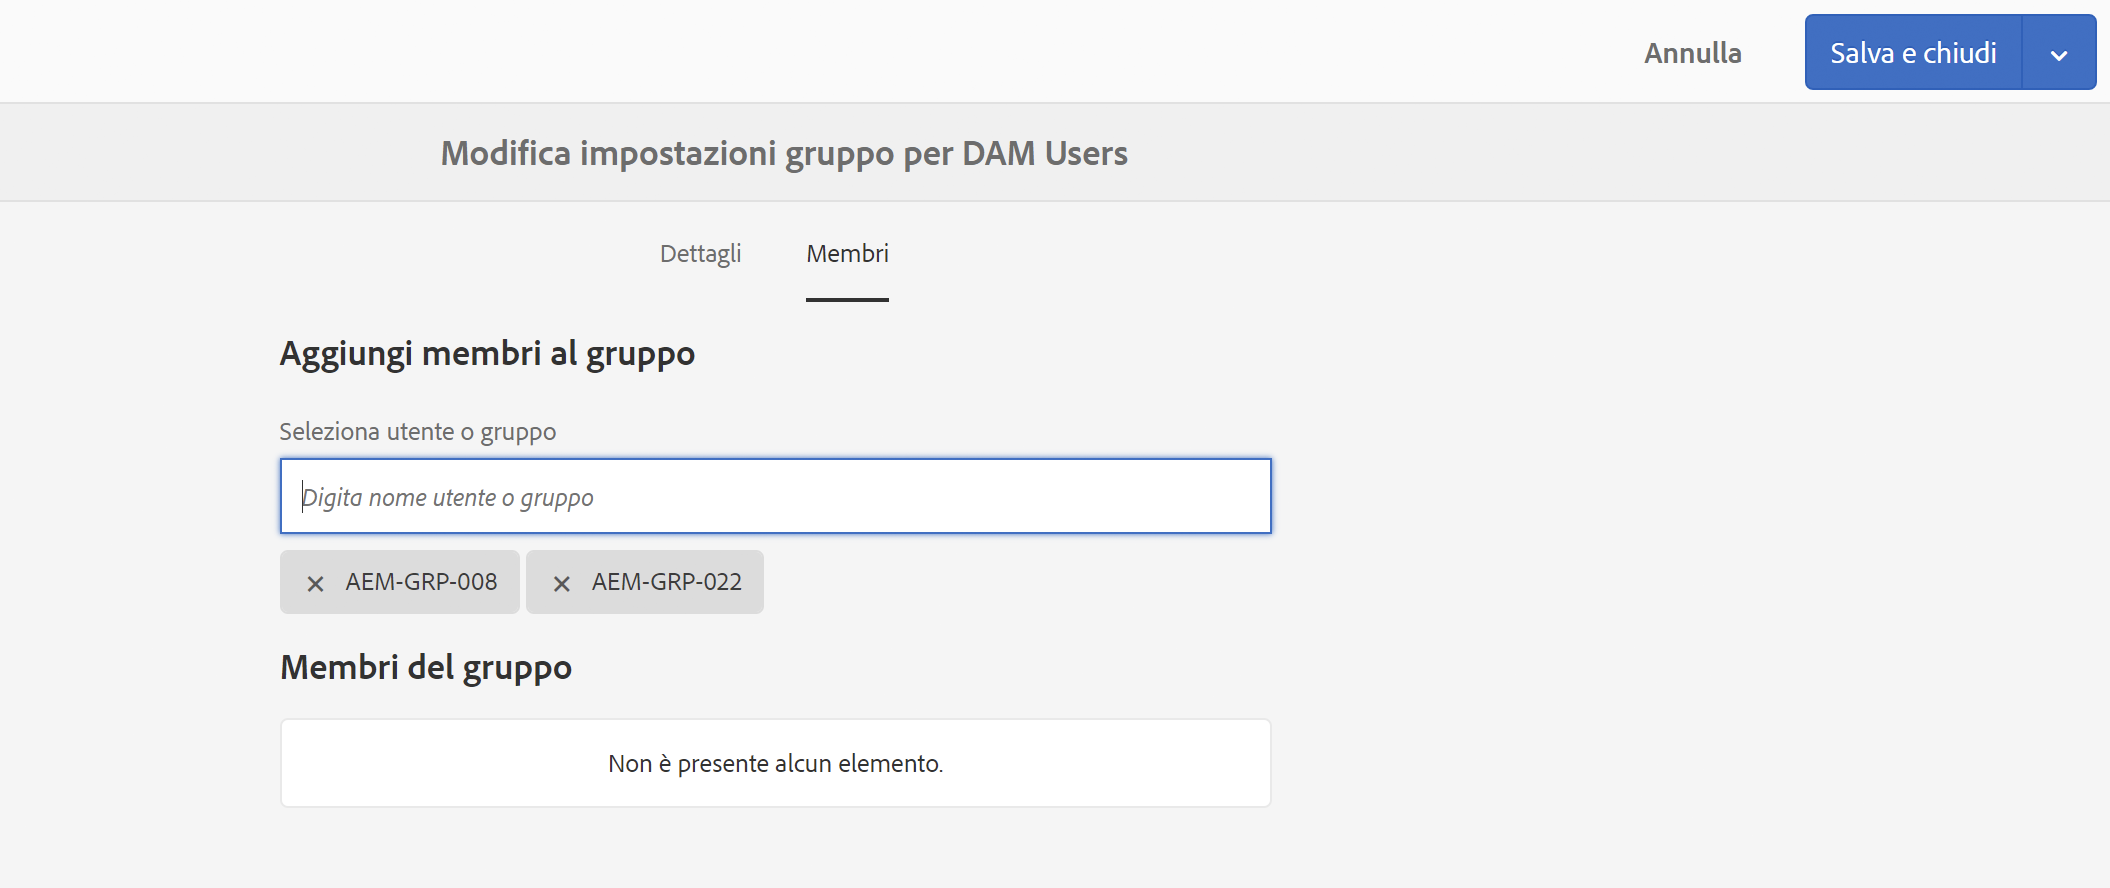 Annulla
Salva e chiudi
Modifica impostazioni gruppo per DAM Users
Dettagli
Membri
Aggiungi membri al gruppo
Seleziona utente o gruppo
Digita nome utente o gruppo
AEM-GRP-008
AEM-GRP-022
Membri del gruppo
Non è presente alcun elemento.